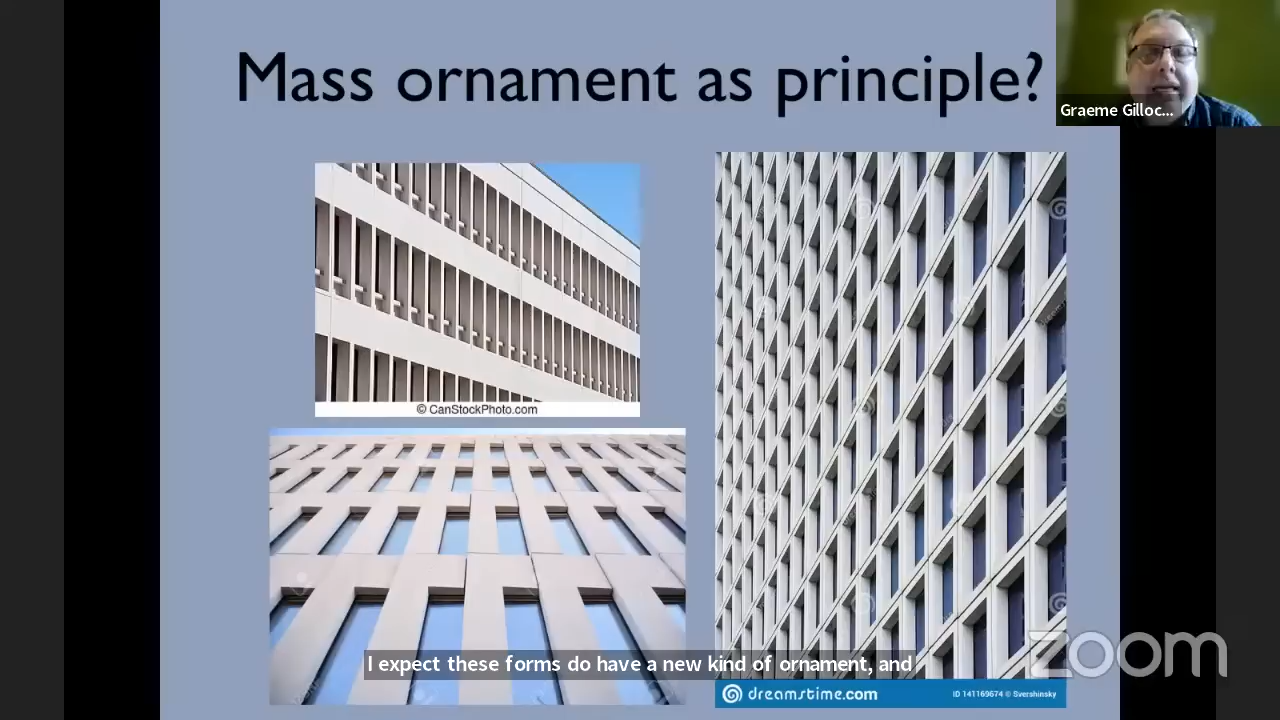 Mass ornament as principle?
Graeme Gilloc...
© CanStockPhoto.com
I expect these forms do have a new kind of ornament, and
zoom
dreamstime.com
ID 141169674 © Svershinsky